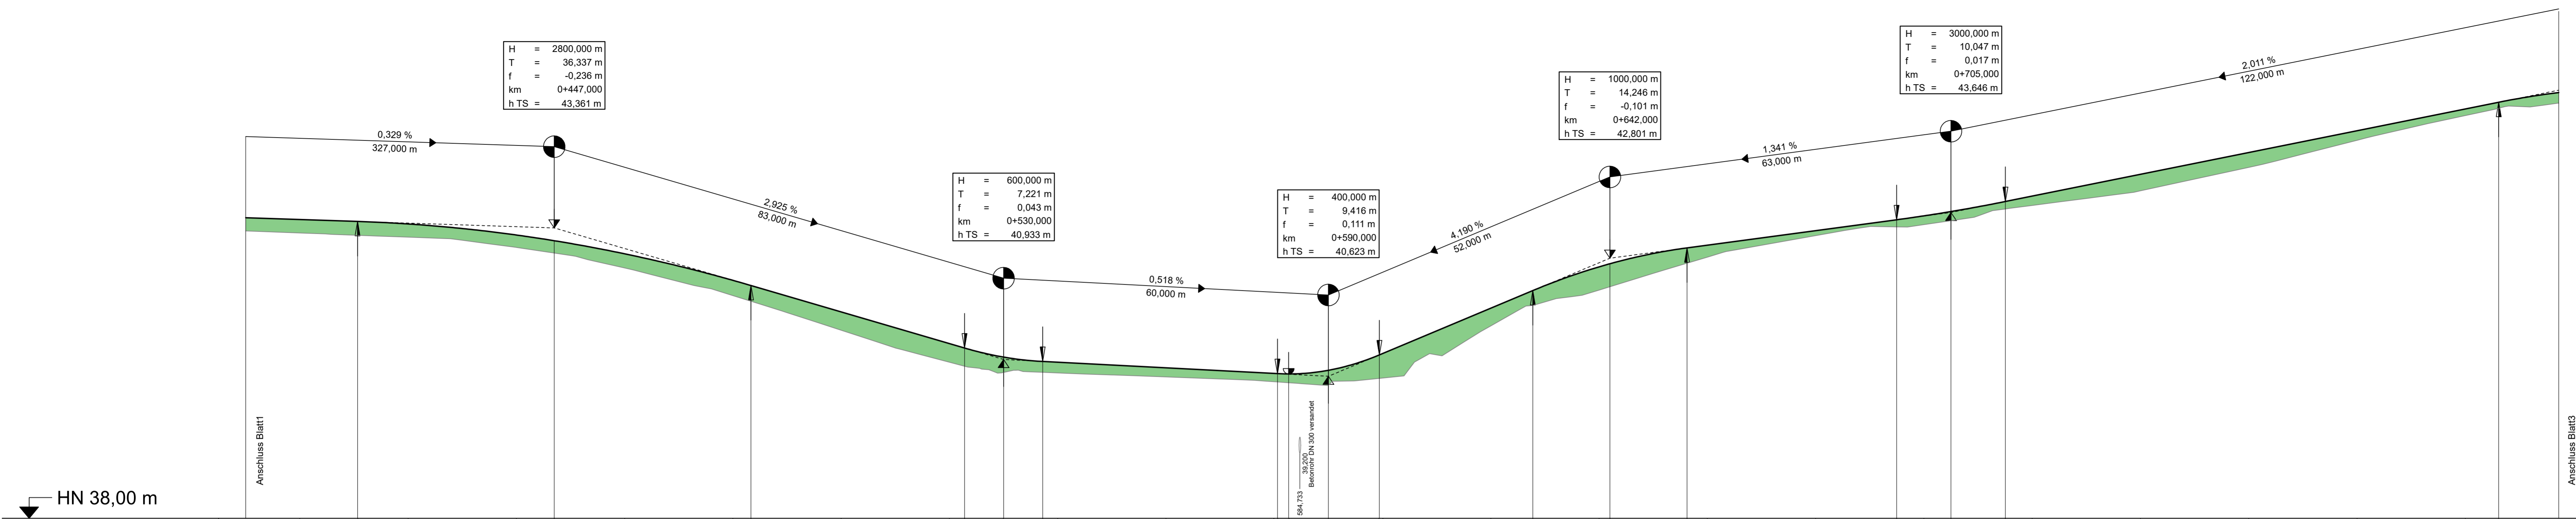 H = 2800,000 m
T = 36,337 m
f = -0,236 m
km 0+447,000
h TS = 43,361 m
H = 3000,000 m
T = 10,047 m
f = 0,017 m
km 0+705,000
h TS = 43,646 m
H = 1000,000 m
T = 14,246 m
f = -0,101 m
km 0+642,000
h TS = 42,801 m
2,011 %
122,000 m
0,329 %
327,000 m
1,341 %
63,000 m
H = 600,000 m
T = 7,221 m
f = 0,043 m
km 0+530,000
h TS = 40,933 m
H = 400,000 m
T = 9,416 m
f = 0,111 m
km 0+590,000
h TS = 40,623 m
2,925 %
83,000 m
4,190 %
52,000 m
0,518 %
60,000 m
Anschluss Blatt1
584,733
39,200
Betonrohr DN 300 versandet
Anschluss Blatt3
HN 38,00 m